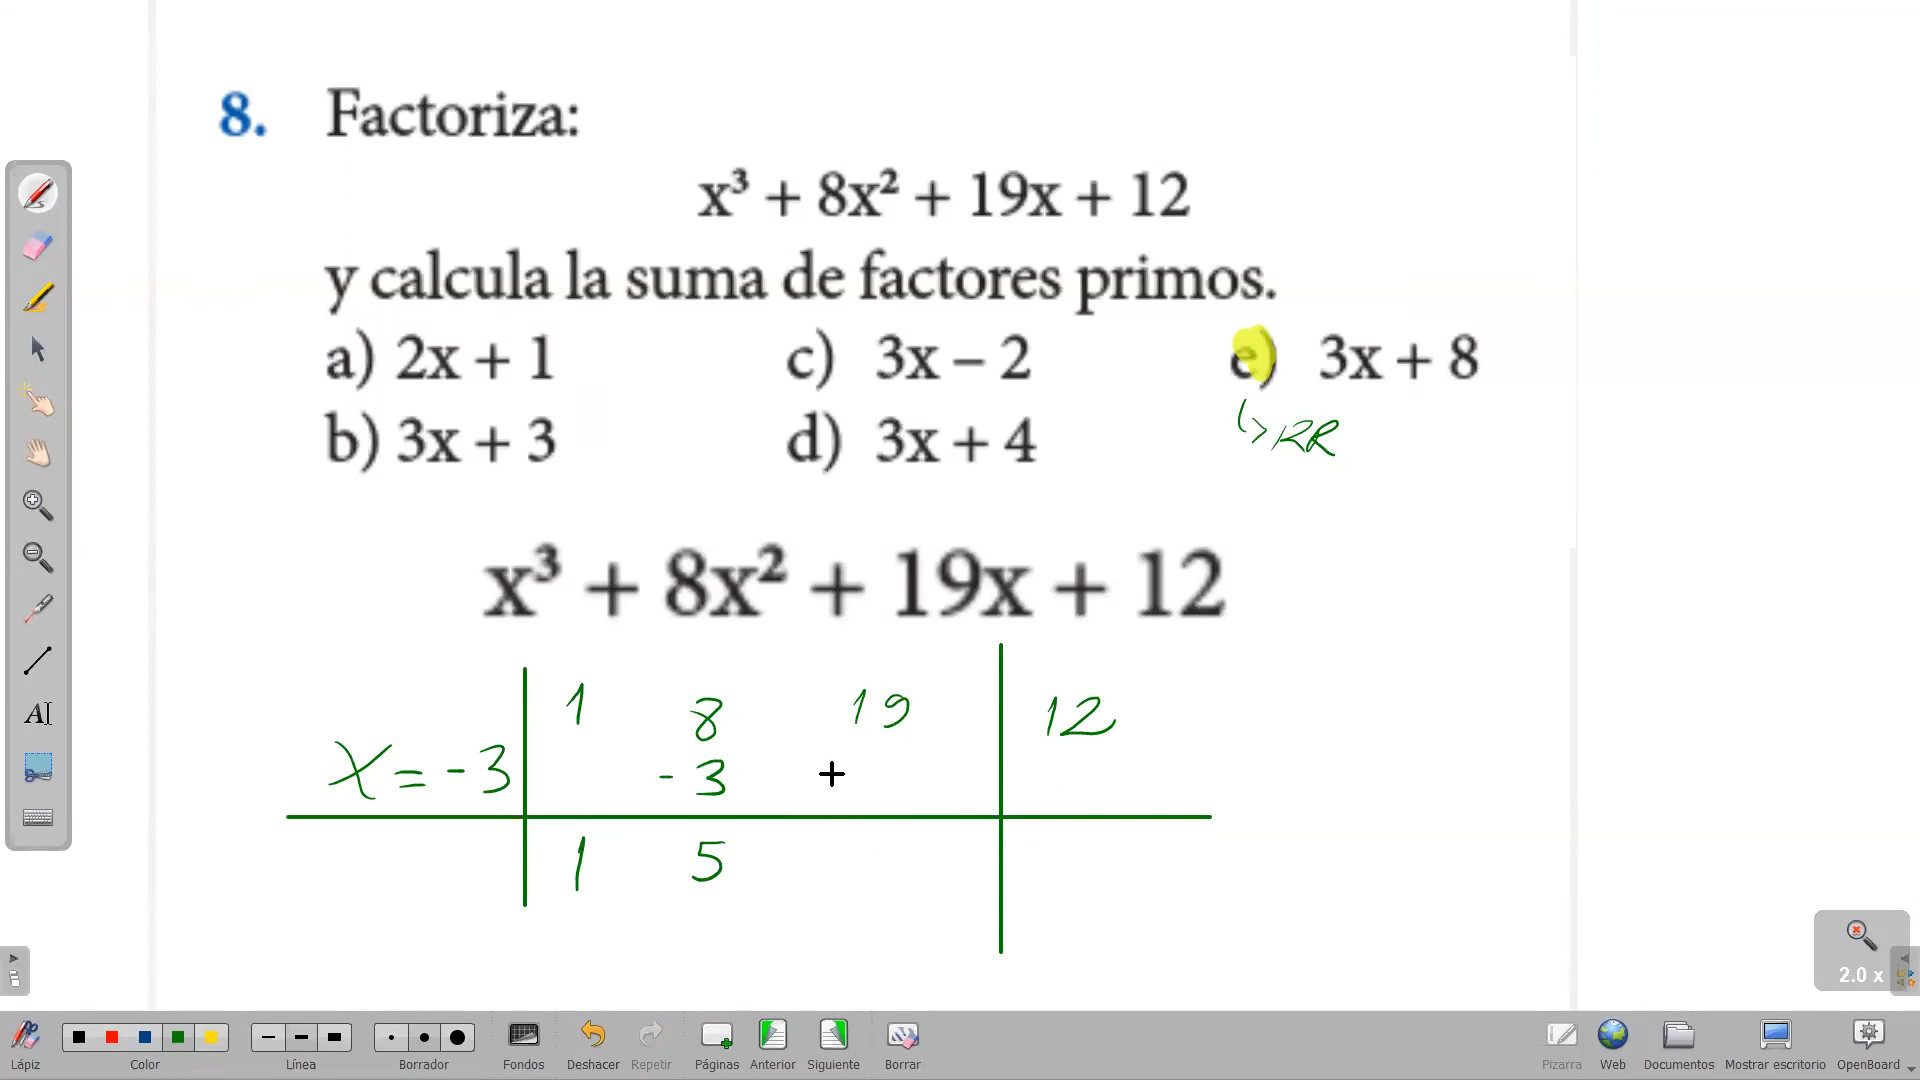 8. Factoriza:
x³ + 8x² + 19x + 12
y calcula la suma de factores primos.
a) 2x + 1 c) 3x – 2 e) 3x + 8
b) 3x + 3 d) 3x + 4
↳ RR
x³ + 8x² + 19x + 12
1 8 19 12
X = -3 -3
1 5
2.0 x
Lápiz Color Línea Borrador Fondos Deshacer Repetir Páginas Anterior Siguiente Borrar Pizarra Web Documentos Mostrar escritorio OpenBoard